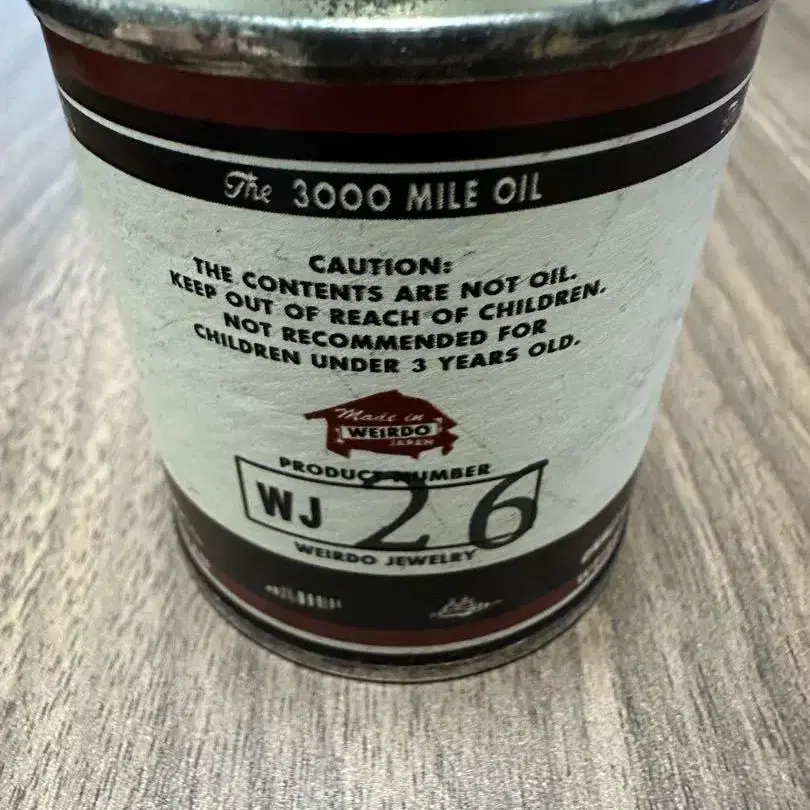 The 3000 MILE OIL
CAUTION:
THE CONTENTS ARE NOT OIL.
KEEP OUT OF REACH OF CHILDREN.
NOT RECOMMENDED FOR
CHILDREN UNDER 3 YEARS OLD.
Made in
WEIRDO
JAPAN
PRODUCT NUMBER
WJ 26
WEIRDO JEWELRY